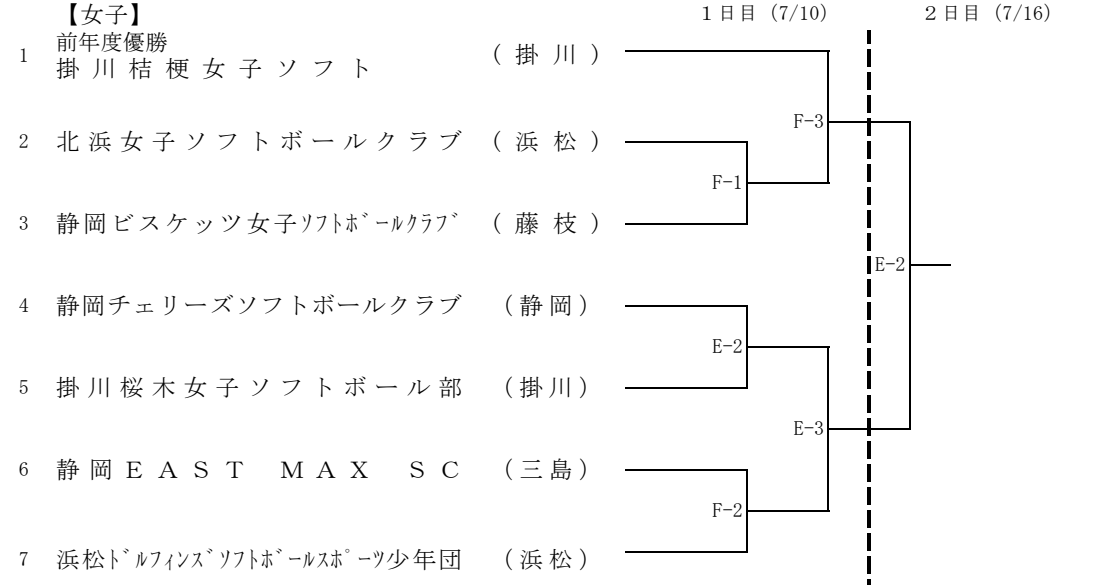 【女子】 1日目（7/10） 2日目（7/16）
前年度優勝
1 掛川桔梗女子ソフト （掛川）
F-3
2 北浜女子ソフトボールクラブ （浜松）
F-1
3 静岡ビスケッツ女子ｿﾌﾄﾎﾞｰﾙｸﾗﾌﾞ （藤枝）
E-2
4 静岡チェリーズソフトボールクラブ （静岡）
E-2
5 掛川桜木女子ソフトボール部 （掛川）
E-3
6 静岡ＥＡＳＴ ＭＡＸ ＳＣ （三島）
F-2
7 浜松ﾄﾞﾙﾌｨﾝｽﾞｿﾌﾄﾎﾞｰﾙｽﾎﾟｰﾂ少年団 （浜松）